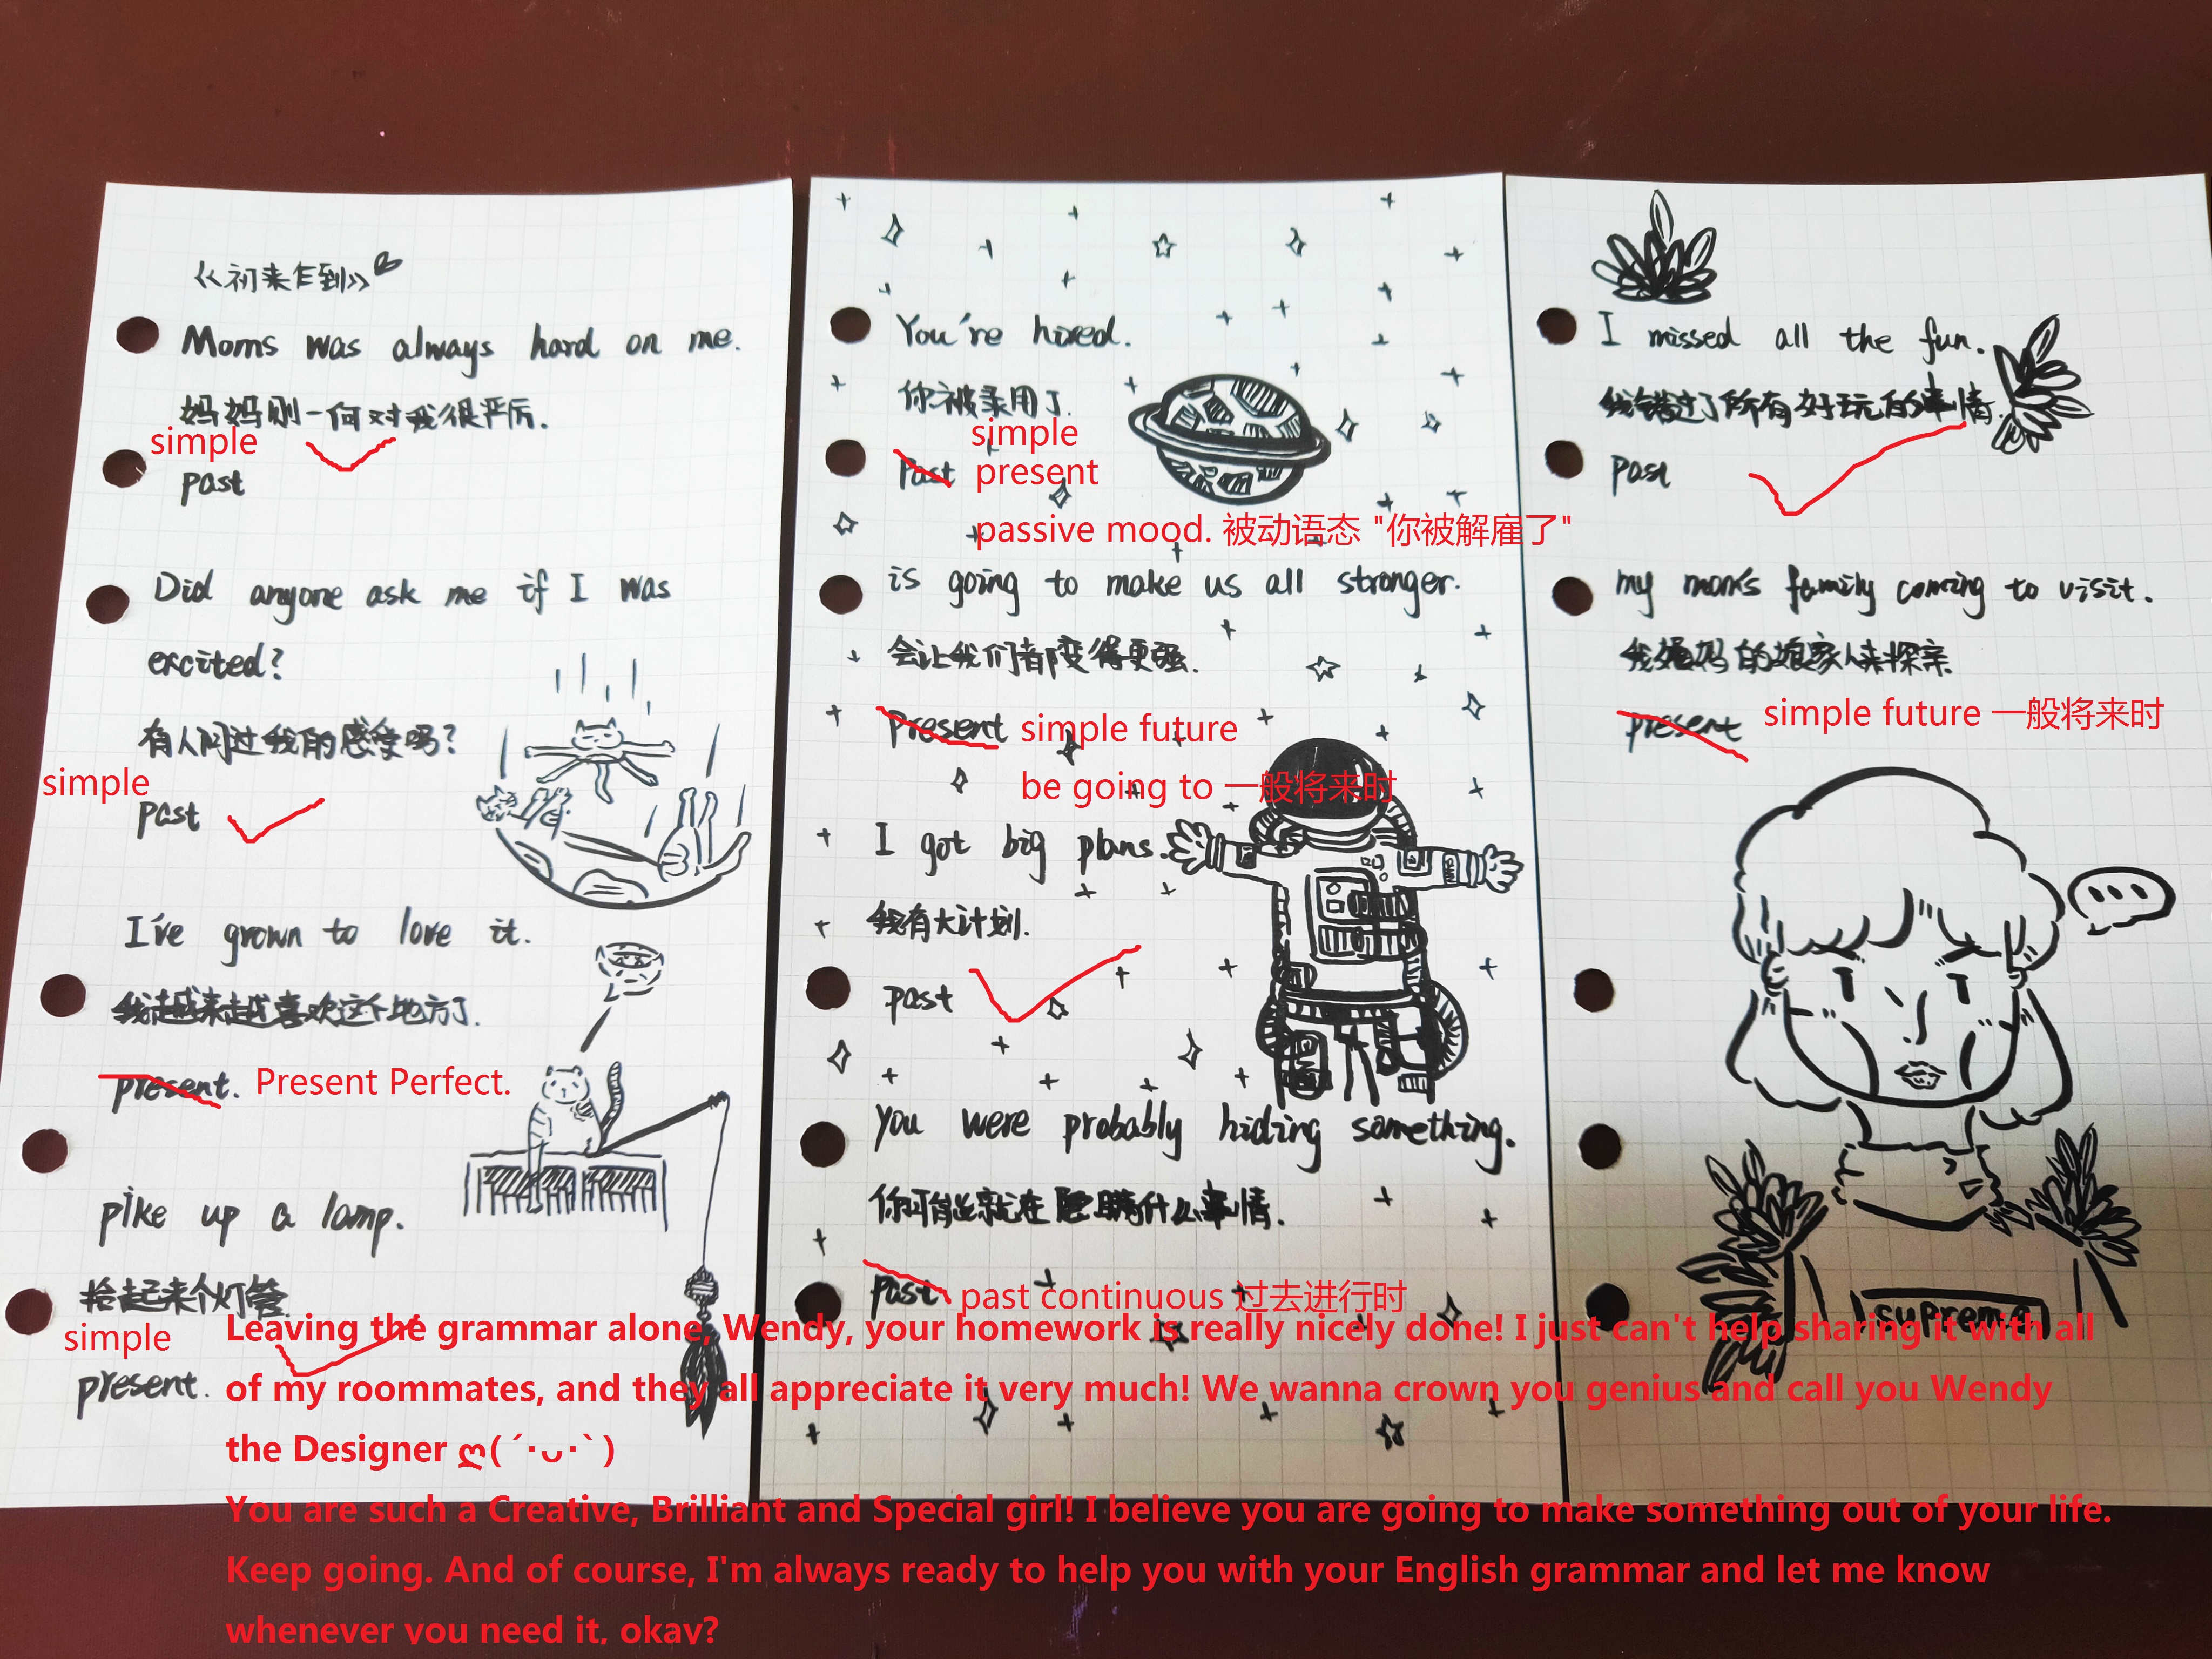 《初来乍到》
Moms was always hard on me.
妈妈则一向对我很严厉.
simple
past
Did anyone ask me if I was
excited?
有人问过我的感受吗?
simple
past
I've grown to love it.
我越来越喜欢这个地方了.
present. Present Perfect.
pike up a lamp.
拾起来个灯管.
simple
present.
You're hired.
你被录用了.
simple
past present
passive mood. 被动语态 "你被解雇了"
is going to make us all stronger.
会让我们都变得更强.
present simple future
be going to 一般将来时
I got big plans.
我有大计划.
past
you were probably hiding something.
你可能就在隐瞒什么事情.
past past continuous 过去进行时
I missed all the fun.
我错过了所有好玩的事情.
past
my mom's family coming to visit.
我妈妈的娘家人来探亲.
present simple future 一般将来时
supreme
Leaving the grammar alone, Wendy, your homework is really nicely done! I just can't help sharing it with all
of my roommates, and they all appreciate it very much! We wanna crown you genius and call you Wendy
the Designer ღ( ´･ᴗ･` )
You are such a Creative, Brilliant and Special girl! I believe you are going to make something out of your life.
Keep going. And of course, I'm always ready to help you with your English grammar and let me know
whenever you need it, okay?